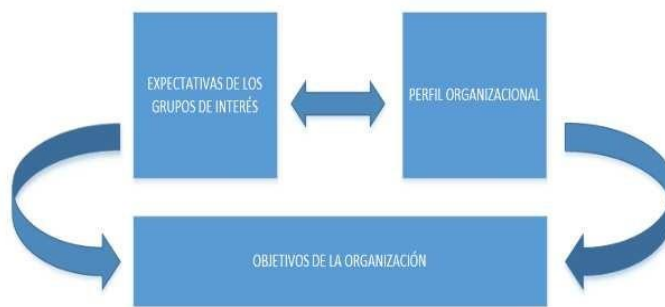 EXPECTATIVAS DE LOS
GRUPOS DE INTERÉS
PERFIL ORGANIZACIONAL
OBJETIVOS DE LA ORGANIZACIÓN